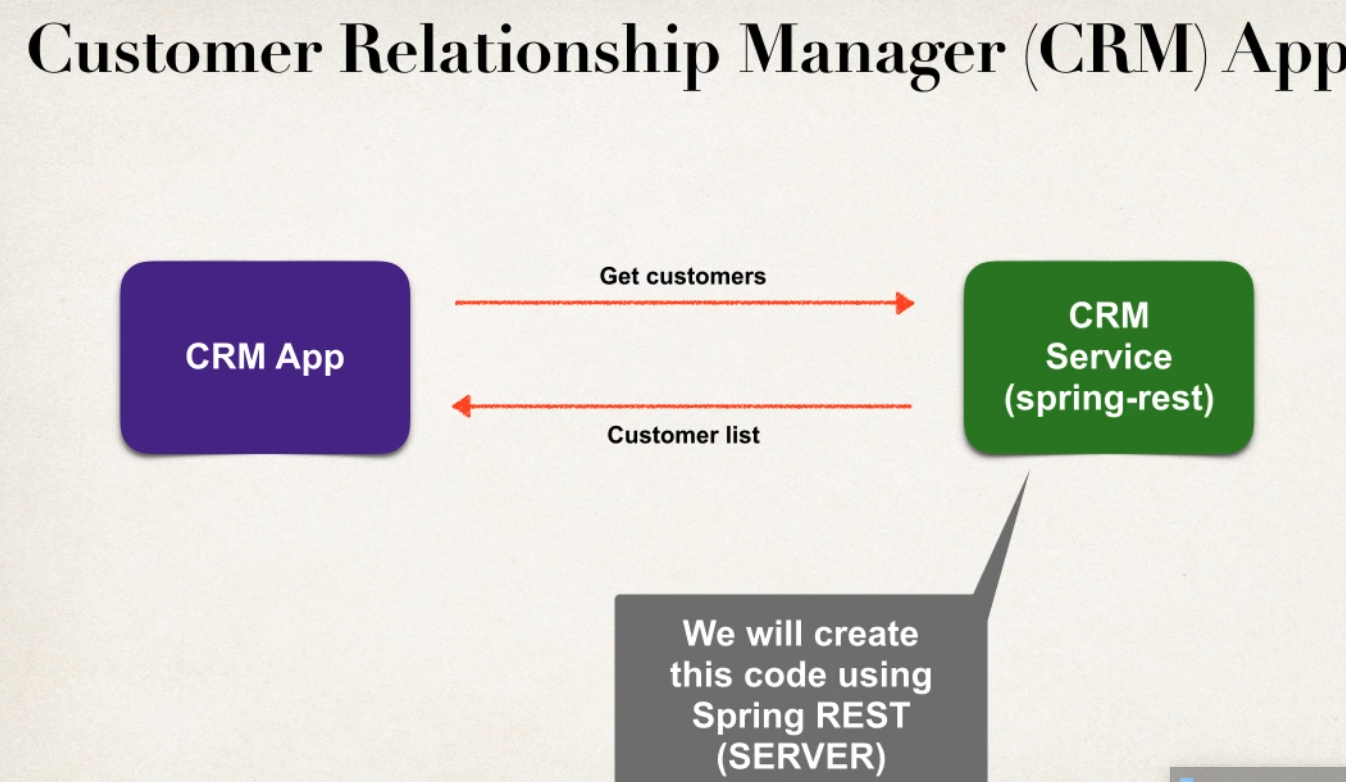 Customer Relationship Manager (CRM) App
Get customers
CRM App
CRM
Service
(spring-rest)
Customer list
We will create
this code using
Spring REST
(SERVER)